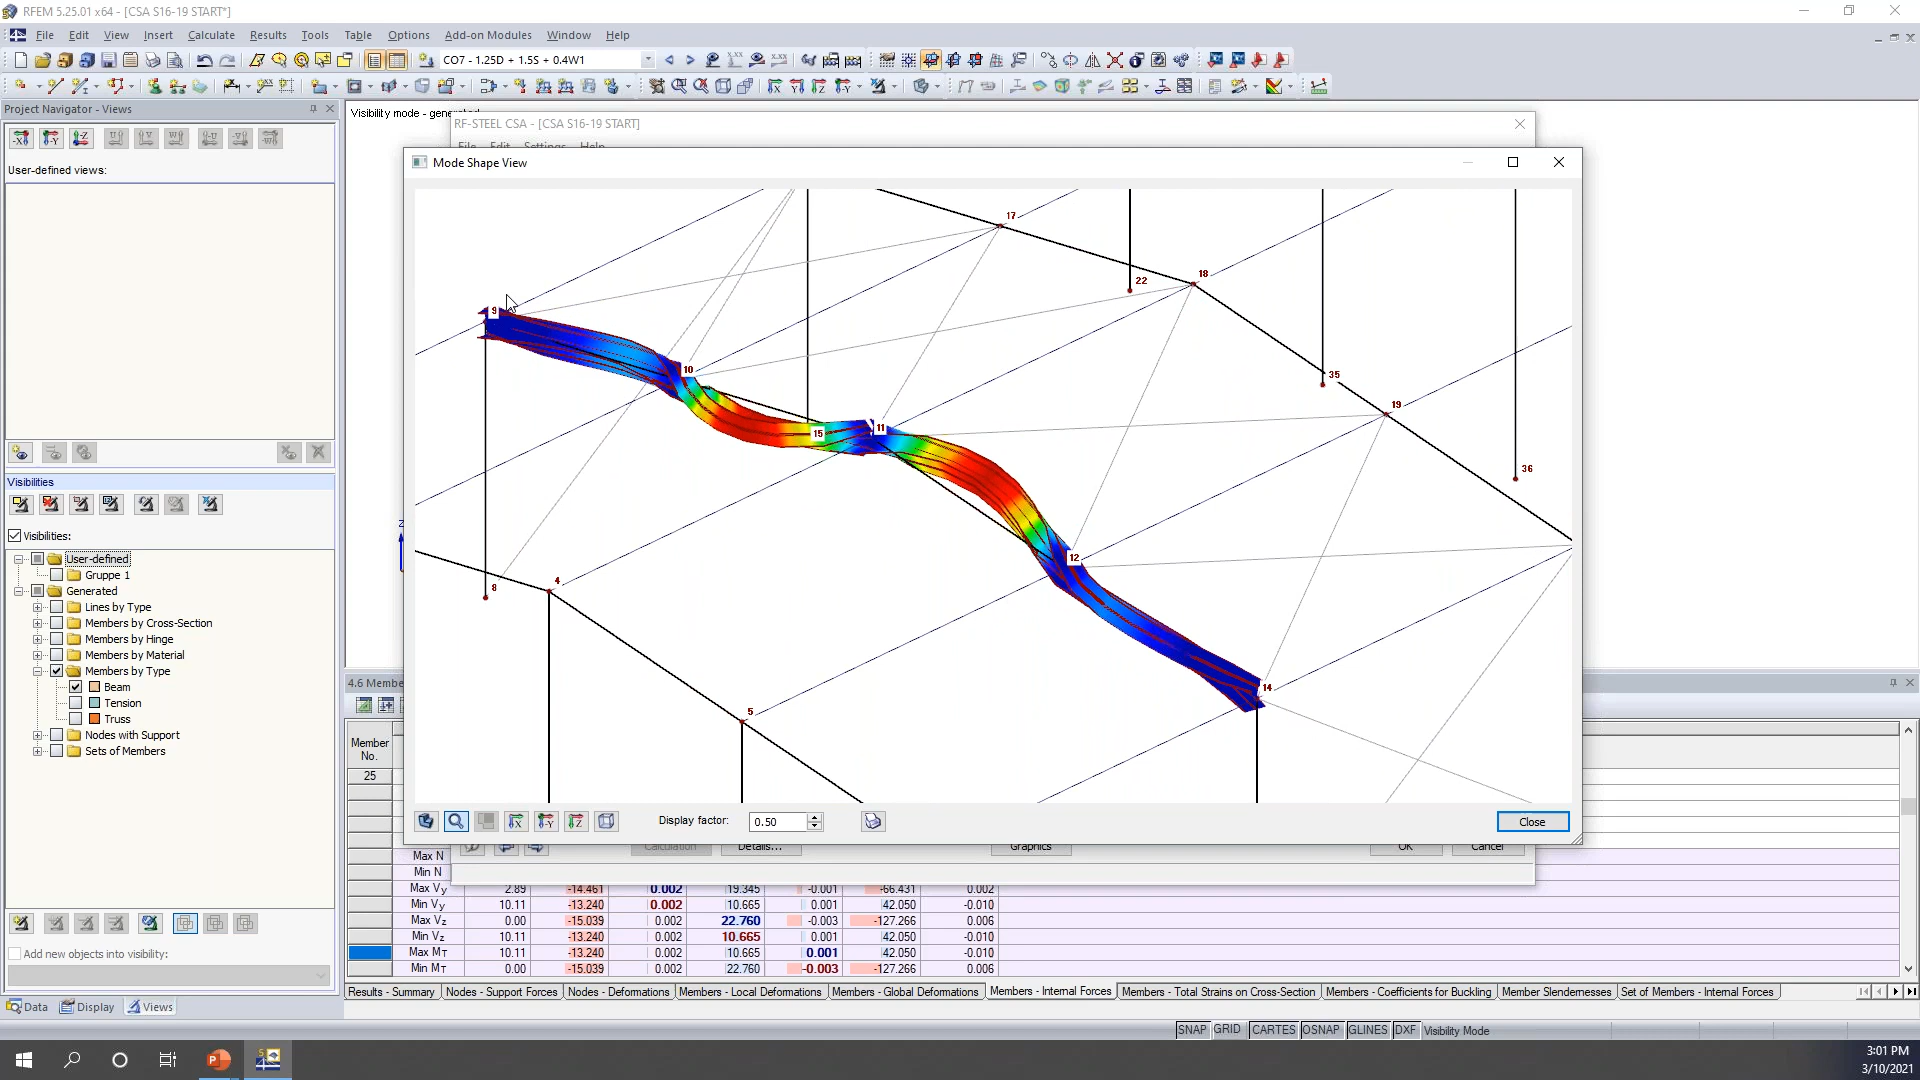 RFEM 5.25.01 x64 - [CSA S16-19 START*]
File Edit View Insert Calculate Results Tools Table Options Add-on Modules Window Help
CO7 - 1.25D + 1.5S + 0.4W1
Project Navigator - Views
User-defined views:
Visibilities
Visibilities:
User-defined
Gruppe 1
Generated
Lines by Type
Members by Cross-Section
Members by Hinge
Members by Material
Members by Type
Beam
Tension
Truss
Nodes with Support
Sets of Members
Add new objects into visibility:
Data Display Views
Visibility mode - gene
RF-STEEL CSA - [CSA S16-19 START]
File Edit Settings Help
Mode Shape View
17
18
22
9
10
35
19
15
11
36
12
8
4
14
5
Display factor: 0.50
Close
Calculation Details... Graphics OK Cancel
4.6 Membe
Member
No.
25
Max N
Min N
Max Vy 2.89 -14.461 0.002 19.345 -0.001 -66.431 0.002
Min Vy 10.11 -13.240 0.002 10.665 0.001 42.050 -0.010
Max Vz 0.00 -15.039 0.002 22.760 -0.003 -127.266 0.006
Min Vz 10.11 -13.240 0.002 10.665 0.001 42.050 -0.010
Max MT 10.11 -13.240 0.002 10.665 0.001 42.050 -0.010
Min MT 0.00 -15.039 0.002 22.760 -0.003 -127.266 0.006
Results - Summary Nodes - Support Forces Nodes - Deformations Members - Local Deformations Members - Global Deformations Members - Internal Forces Members - Total Strains on Cross-Section Members - Coefficients for Buckling Member Slendernesses Set of Members - Internal Forces
SNAP GRID CARTES OSNAP GLINES DXF Visibility Mode
3:01 PM
3/10/2021